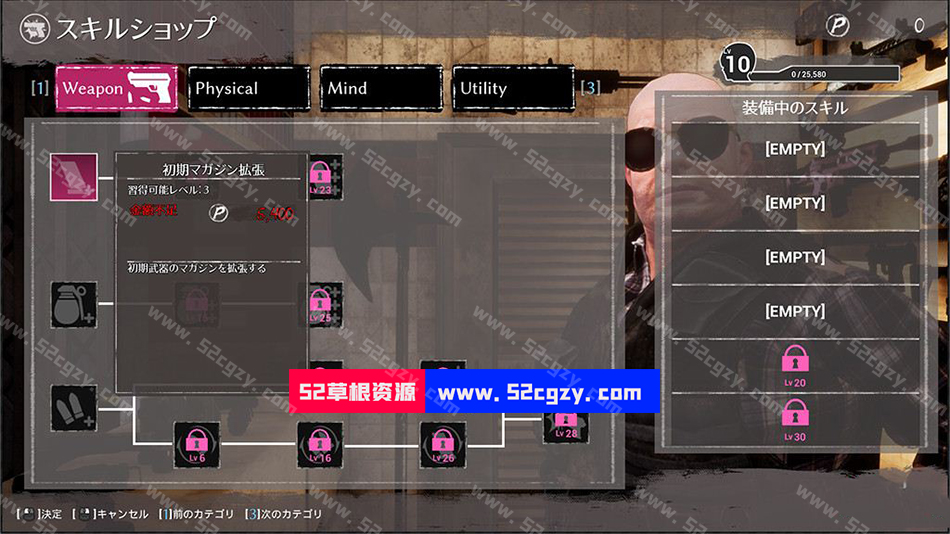 スキルショップ
P 0
[1] Weapon Physical Mind Utility [3]
Lv 10
0 / 25,580
装備中のスキル
[EMPTY]
[EMPTY]
[EMPTY]
[EMPTY]
Lv 20
Lv 30
初期マガジン拡張
習得可能レベル:3
金額不足 P 5,400
初期武器のマガジンを拡張する
Lv 23
Lv 25
52草根资源 www.52cgzy.com
Lv 6
Lv 16
Lv 26
Lv 28
[ ]決定 [ ]キャンセル [1]前のカテゴリ [3]次のカテゴリ
www.52cgzy.com